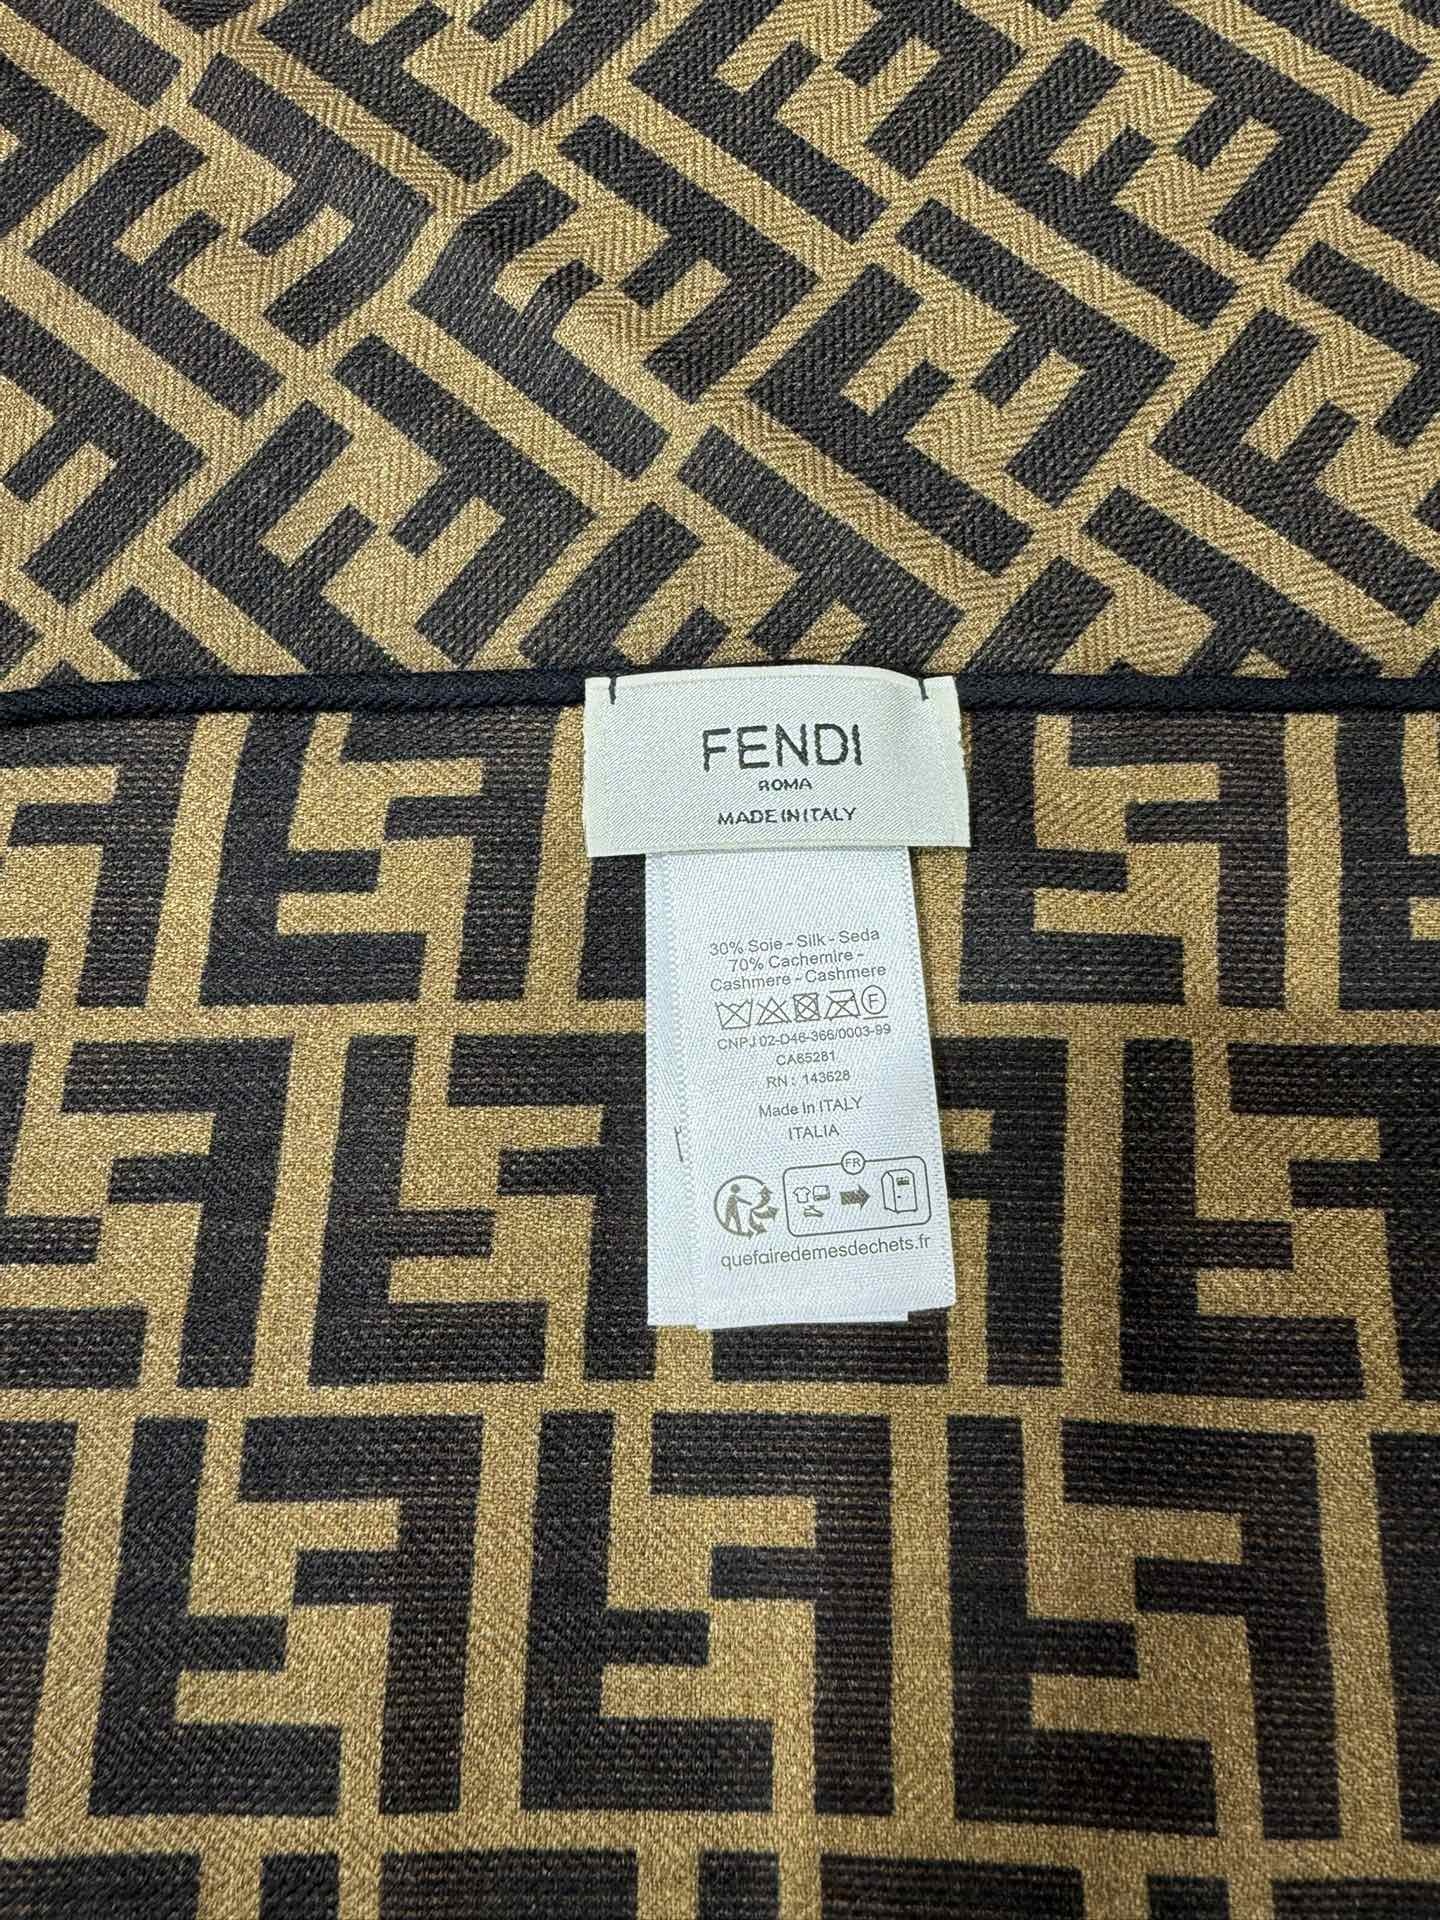 FENDI
ROMA
MADE IN ITALY
30% Soie - Silk - Seda
70% Cachemire -
Cashmere - Cashmere
F
CNPJ 02-D46-366/0003-99
CA65281
RN : 143628
Made In ITALY
ITALIA
FR
quefairedemesdechets.fr